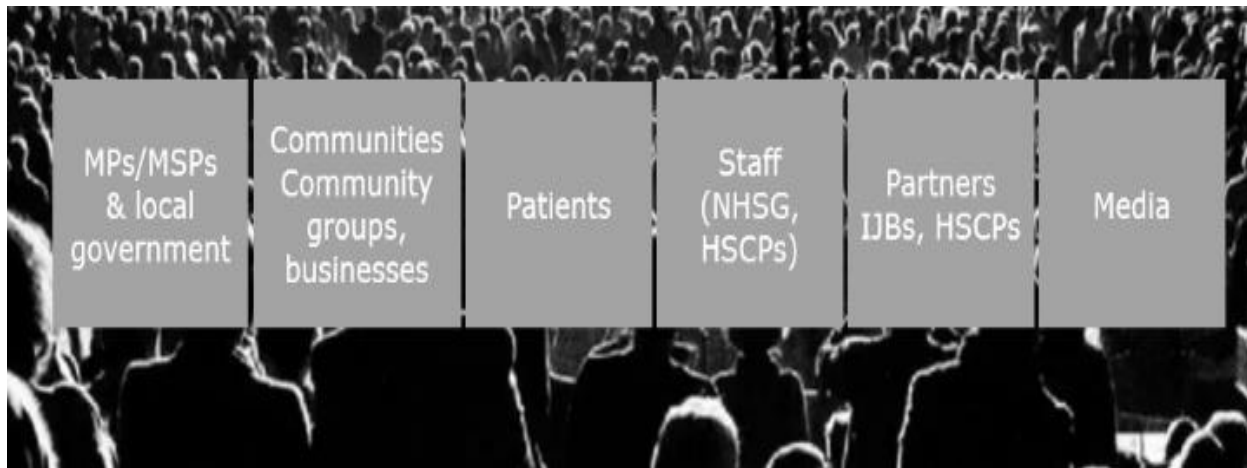 MPs/MSPs
& local
government
Communities
Community
groups,
businesses
Patients
Staff
(NHSG,
HSCPs)
Partners
IJBs, HSCPs
Media